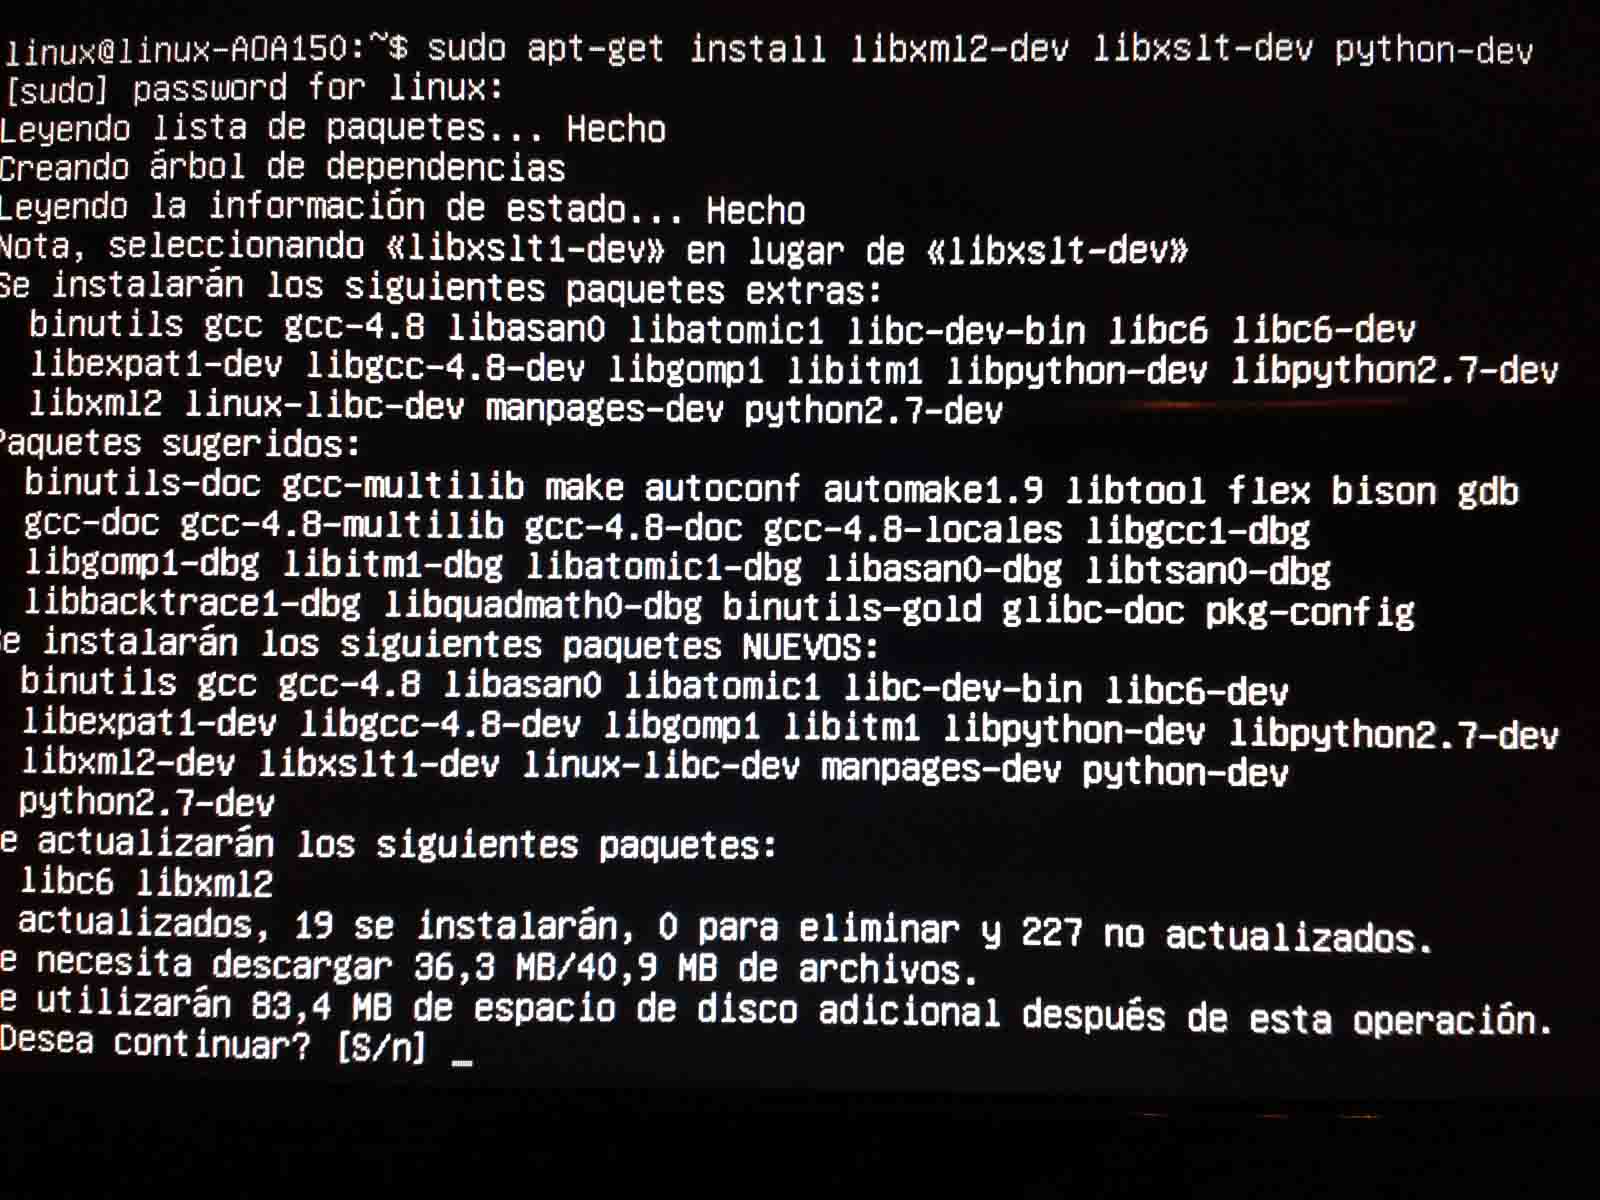 linux@linux-AOA150:~$ sudo apt-get install libxml2-dev libxslt-dev python-dev
[sudo] password for linux:
Leyendo lista de paquetes... Hecho
Creando árbol de dependencias
Leyendo la información de estado... Hecho
Nota, seleccionando «libxslt1-dev» en lugar de «libxslt-dev»
Se instalarán los siguientes paquetes extras:
binutils gcc gcc-4.8 libasan0 libatomic1 libc-dev-bin libc6 libc6-dev
libexpat1-dev libgcc-4.8-dev libgomp1 libitm1 libpython-dev libpython2.7-dev
libxml2 linux-libc-dev manpages-dev python2.7-dev
Paquetes sugeridos:
binutils-doc gcc-multilib make autoconf automake1.9 libtool flex bison gdb
gcc-doc gcc-4.8-multilib gcc-4.8-doc gcc-4.8-locales libgcc1-dbg
libgomp1-dbg libitm1-dbg libatomic1-dbg libasan0-dbg libtsan0-dbg
libbacktrace1-dbg libquadmath0-dbg binutils-gold glibc-doc pkg-config
e instalarán los siguientes paquetes NUEVOS:
binutils gcc gcc-4.8 libasan0 libatomic1 libc-dev-bin libc6-dev
libexpat1-dev libgcc-4.8-dev libgomp1 libitm1 libpython-dev libpython2.7-dev
libxml2-dev libxslt1-dev linux-libc-dev manpages-dev python-dev
python2.7-dev
e actualizarán los siguientes paquetes:
libc6 libxml2
actualizados, 19 se instalarán, 0 para eliminar y 227 no actualizados.
e necesita descargar 36,3 MB/40,9 MB de archivos.
e utilizarán 83,4 MB de espacio de disco adicional después de esta operación.
Desea continuar? [S/n] _